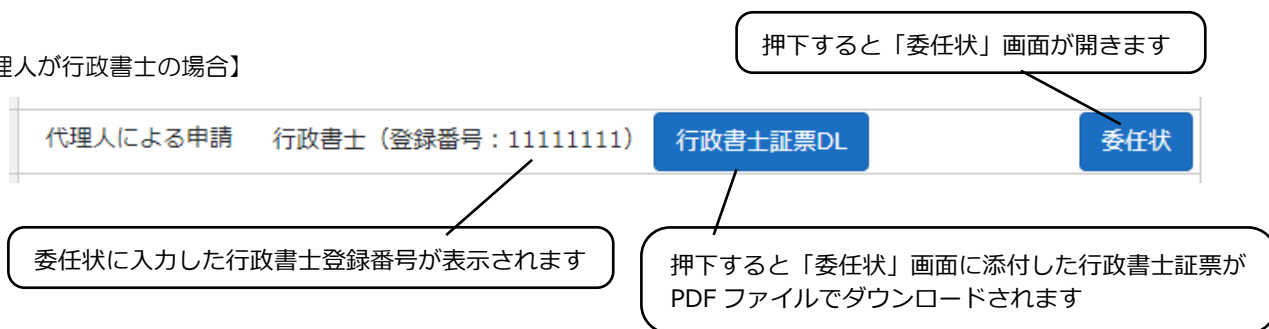 押下すると「委任状」画面が開きます
理人が行政書士の場合】
代理人による申請 行政書士（登録番号：11111111） 行政書士証票DL 委任状
委任状に入力した行政書士登録番号が表示されます
押下すると「委任状」画面に添付した行政書士証票が
PDF ファイルでダウンロードされます